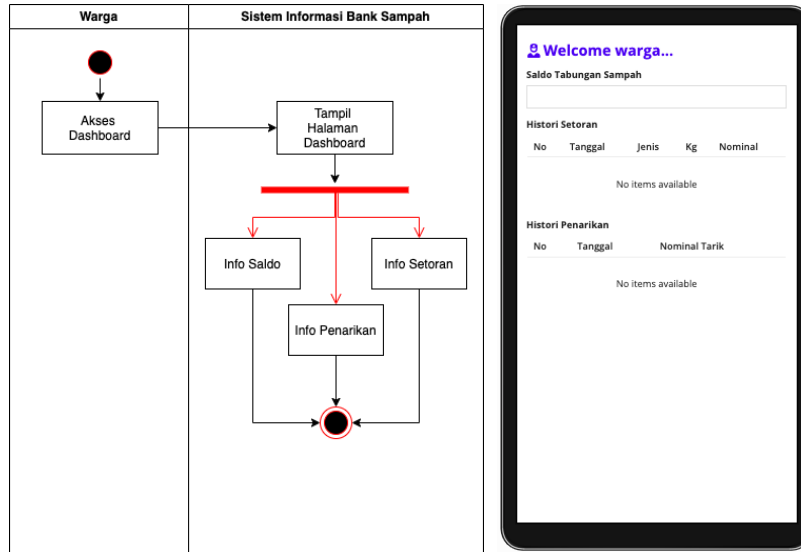 Warga
Sistem Informasi Bank Sampah
Akses
Dashboard
Tampil
Halaman
Dashboard
Info Saldo
Info Setoran
Info Penarikan
Welcome warga...
Saldo Tabungan Sampah
Histori Setoran
No Tanggal Jenis Kg Nominal
No items available
Histori Penarikan
No Tanggal Nominal Tarik
No items available